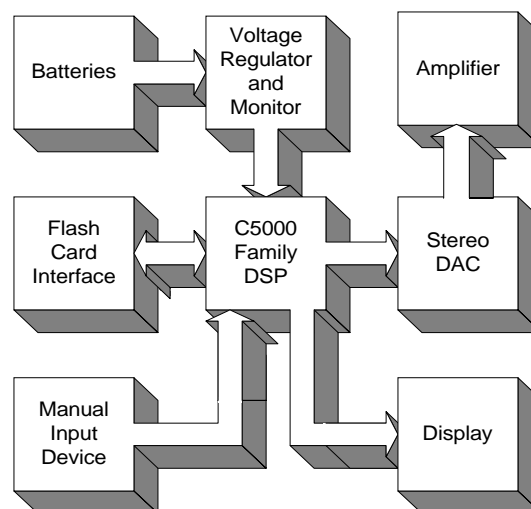 Batteries
Voltage
Regulator
and
Monitor
Amplifier
Flash
Card
Interface
C5000
Family
DSP
Stereo
DAC
Manual
Input
Device
Display